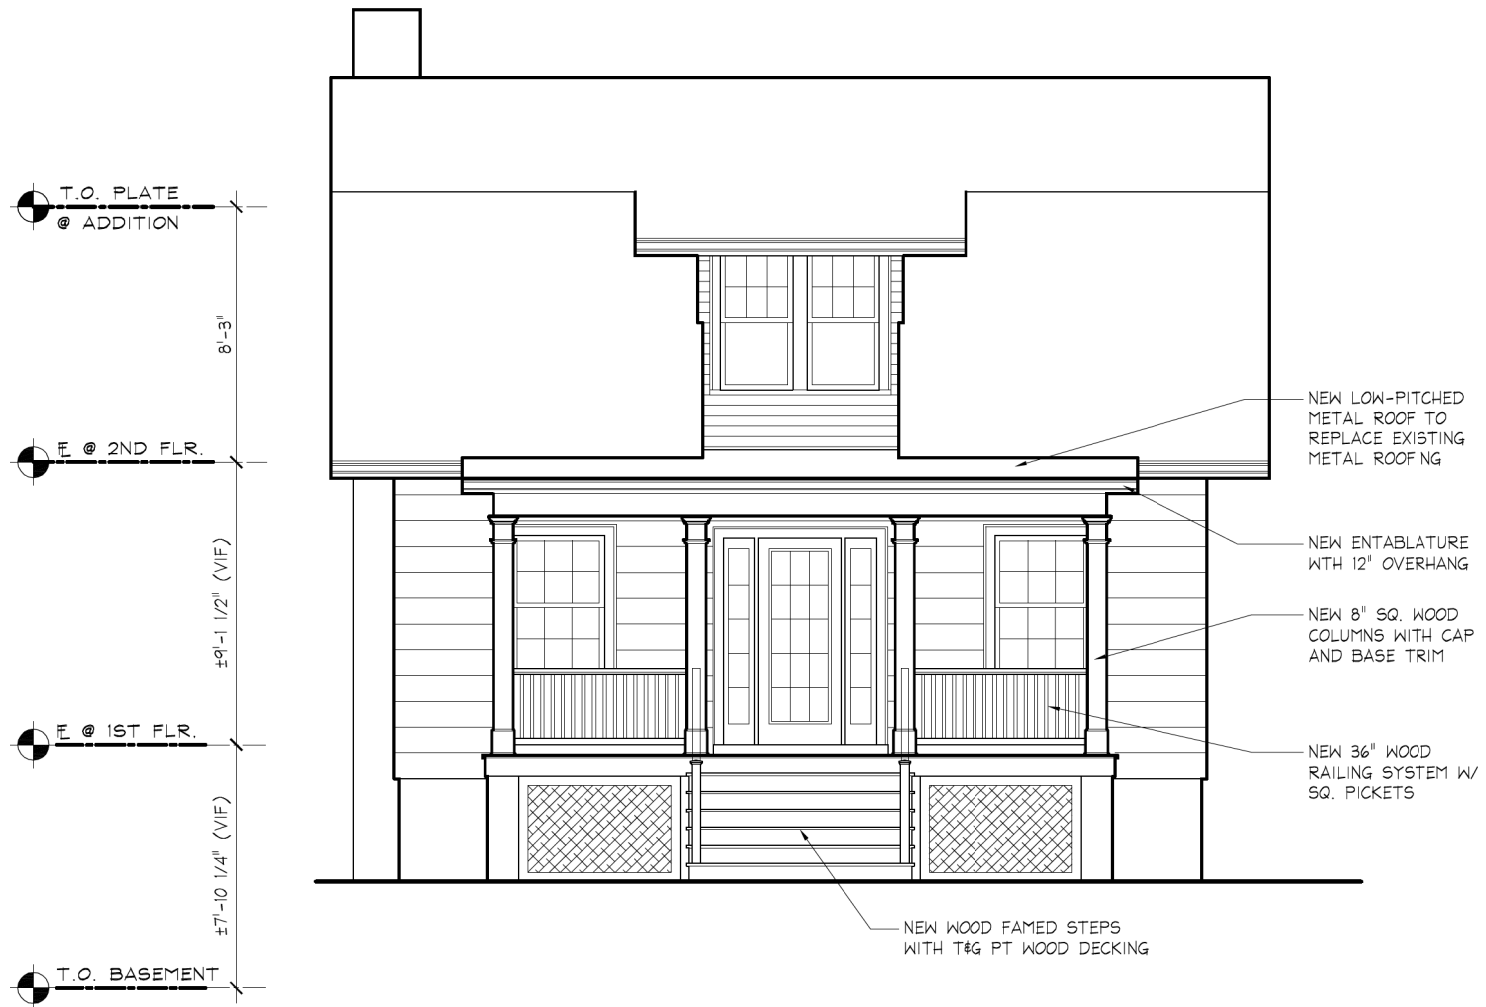 T.O. PLATE
@ ADDITION
8'-3"
F @ 2ND FLR.
±9'-1 1/2" (VIF)
F @ 1ST FLR.
±7'-10 1/4" (VIF)
T.O. BASEMENT
NEW LOW-PITCHED
METAL ROOF TO
REPLACE EXISTING
METAL ROOFNG
NEW ENTABLATURE
WTH 12" OVERHANG
NEW 8" SQ. WOOD
COLUMNS WITH CAP
AND BASE TRIM
NEW 36" WOOD
RAILING SYSTEM W/
SQ. PICKETS
NEW WOOD FAMED STEPS
WITH T&G PT WOOD DECKING